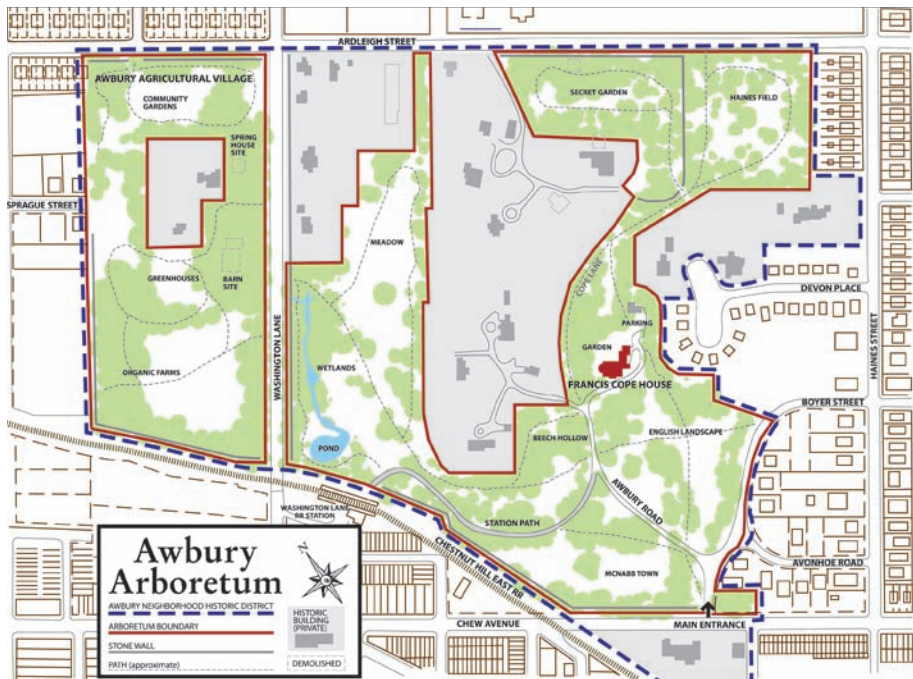 ARDLEIGH STREET
AWBURY AGRICULTURAL VILLAGE
COMMUNITY
GARDENS
SPRING
HOUSE
SITE
SECRET GARDEN
HAINES FIELD
SPRAGUE STREET
MEADOW
GREENHOUSES
BARN
SITE
COPE LANE
DEVON PLACE
PARKING
WASHINGTON LANE
HAINES STREET
GARDEN
WETLANDS
ORGANIC FARMS
FRANCIS COPE HOUSE
BOYER STREET
BEECH HOLLOW
ENGLISH LANDSCAPE
POND
AWBURY ROAD
WASHINGTON LANE
RR STATION
STATION PATH
CHESTNUT HILL EAST RR
MCNABB TOWN
AVONHOE ROAD
CHEW AVENUE
MAIN ENTRANCE
Awbury
Arboretum
N
AWBURY NEIGHBORHOOD HISTORIC DISTRICT
ARBORETUM BOUNDARY
STONE WALL
PATH (approximate)
HISTORIC
BUILDING
(PRIVATE)
DEMOLISHED